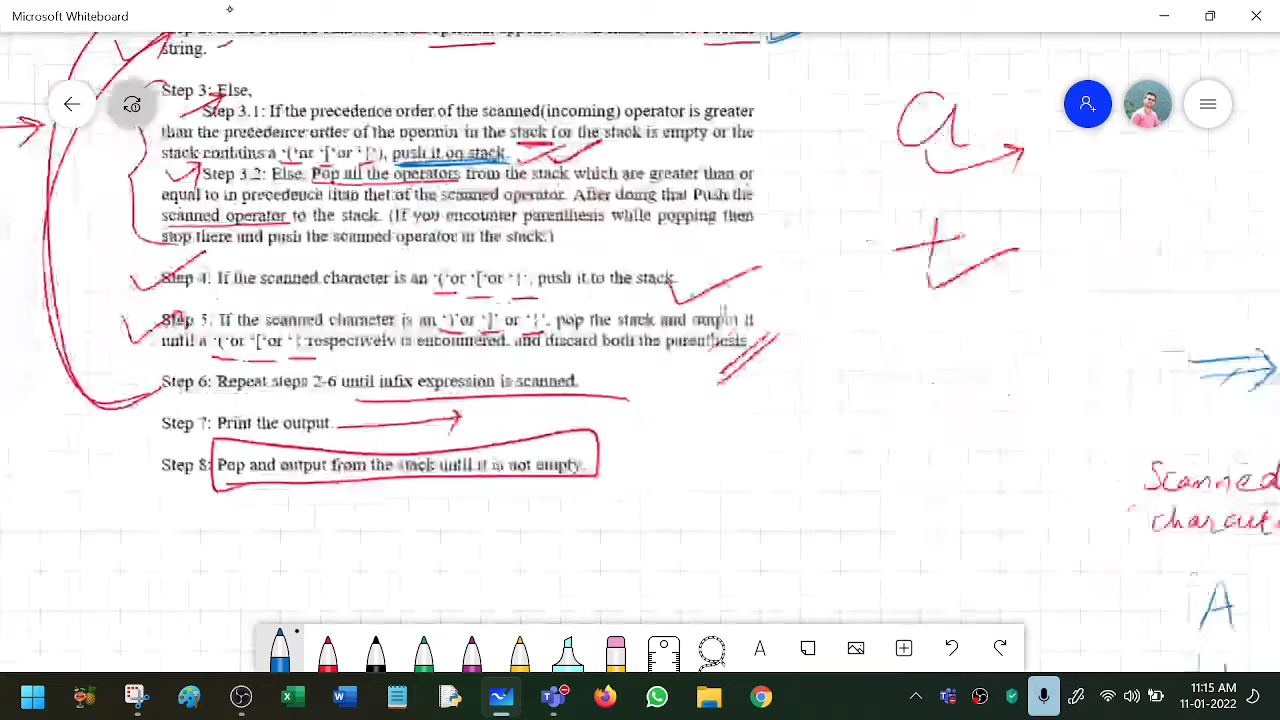 Microsoft Whiteboard
string.
Step 3: Else,
Step 3.1: If the precedence order of the scanned(incoming) operator is greater
than the precedence order of the operator in the stack (or the stack is empty or the
stack contains a '('or '['or '{'), push it on stack.
Step 3.2: Else, Pop all the operators from the stack which are greater than or
equal to in precedence than that of the scanned operator. After doing that Push the
scanned operator to the stack. (If you encounter parenthesis while popping then
stop there and push the scanned operator in the stack.)
Step 4: If the scanned character is an '('or '['or '{', push it to the stack.
Step 5: If the scanned character is an ')'or ']' or '}', pop the stack and output it
until a '('or '['or '{' respectively is encountered, and discard both the parenthesis.
Step 6: Repeat steps 2-6 until infix expression is scanned.
Step 7: Print the output.
Step 8: Pop and output from the stack until it is not empty.
a
+
Scanned
A
A
11:15 AM
11-11-2022